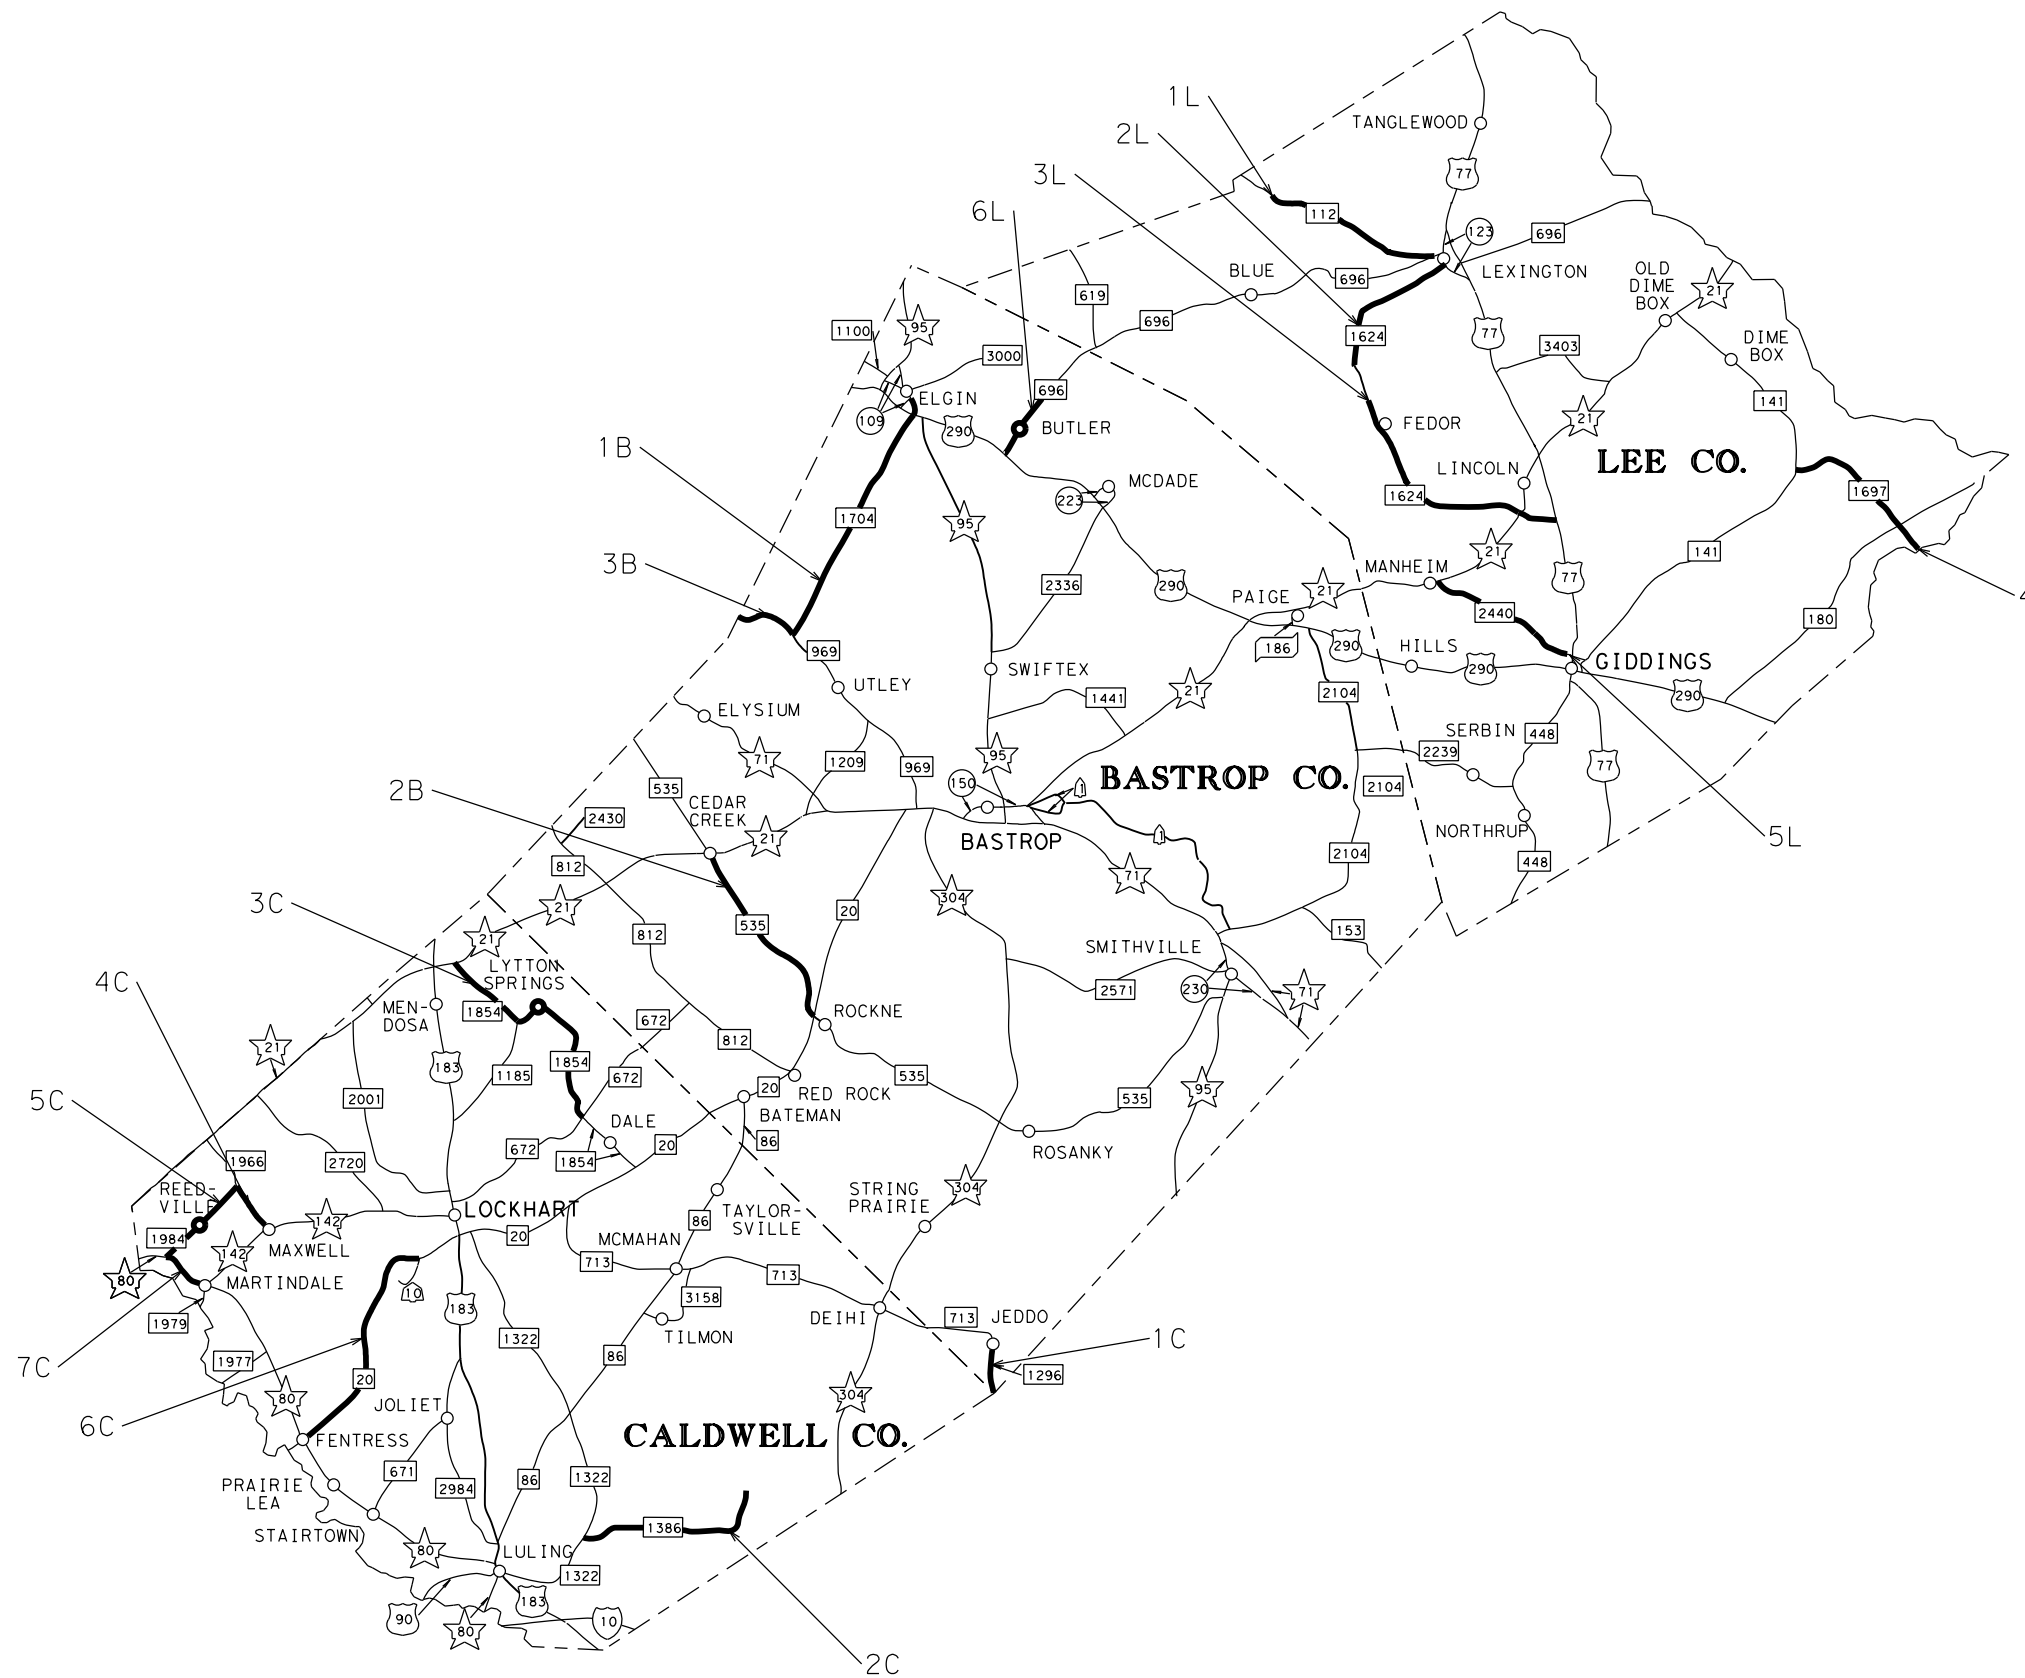 1L
TANGLEWOOD
2L
3L
77
6L
112
123
696
BLUE
696
LEXINGTON
OLD
DIME
BOX
21
619
1100
95
696
1624
77
3403
DIME
BOX
3000
696
ELGIN
109
290
BUTLER
FEDOR
21
141
1B
MCDADE
LINCOLN
LEE CO.
223
1624
1697
1704
95
21
141
3B
2336
290
MANHEIM
77
PAIGE
21
2440
180
186
290
HILLS
969
SWIFTEX
290
GIDDINGS
UTLEY
21
1441
2104
290
ELYSIUM
SERBIN
448
71
1209
969
95
2239
77
535
150
1
BASTROP CO.
2104
2B
CEDAR
CREEK
2430
21
BASTROP
1
NORTHRUP
5L
812
71
2104
448
3C
21
304
20
535
153
21
812
SMITHVILLE
4C
LYTTON
SPRINGS
2571
230
71
MEN-
DOSA
1854
672
ROCKNE
21
812
183
1854
1185
672
RED ROCK
535
95
5C
2001
20
BATEMAN
535
DALE
86
20
672
1854
ROSANKY
1966
2720
REED-
VILLE
STRING
PRAIRIE
304
LOCKHART
TAYLOR-
SVILLE
142
86
1984
142
MAXWELL
20
MCMAHAN
713
713
80
MARTINDALE
10
183
3158
DEIHI
713
JEDDO
1979
1322
TILMON
1C
7C
1977
86
1296
20
80
304
JOLIET
6C
FENTRESS
CALDWELL CO.
671
86
1322
PRAIRIE
LEA
2984
STAIRTOWN
1386
80
LULING
1322
90
183
80
10
2C